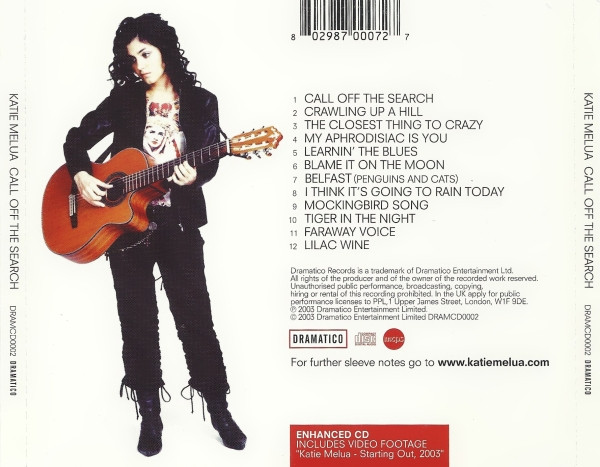 KATIE MELUA CALL OFF THE SEARCH DRAMCD0002 DRAMATICO
8 02987 00072 7
1 CALL OFF THE SEARCH
2 CRAWLING UP A HILL
3 THE CLOSEST THING TO CRAZY
4 MY APHRODISIAC IS YOU
5 LEARNIN' THE BLUES
6 BLAME IT ON THE MOON
7 BELFAST (PENGUINS AND CATS)
8 I THINK IT'S GOING TO RAIN TODAY
9 MOCKINGBIRD SONG
10 TIGER IN THE NIGHT
11 FARAWAY VOICE
12 LILAC WINE
Dramatico Records is a trademark of Dramatico Entertainment Ltd.
All rights of the producer and of the owner of the recorded work reserved.
Unauthorised public performance, broadcasting, copying,
hiring or rental of this recording prohibited. In the UK apply for public
performance licenses to PPL, 1 Upper James Street, London, W1F 9DE.
℗ 2003 Dramatico Entertainment Limited.
© 2003 Dramatico Entertainment Limited DRAMCD0002
DRAMATICO COMPACT disc DIGITAL AUDIO mcps
For further sleeve notes go to www.katiemelua.com
ENHANCED CD
INCLUDES VIDEO FOOTAGE
"Katie Melua - Starting Out, 2003"
KATIE MELUA CALL OFF THE SEARCH DRAMCD0002 DRAMATICO